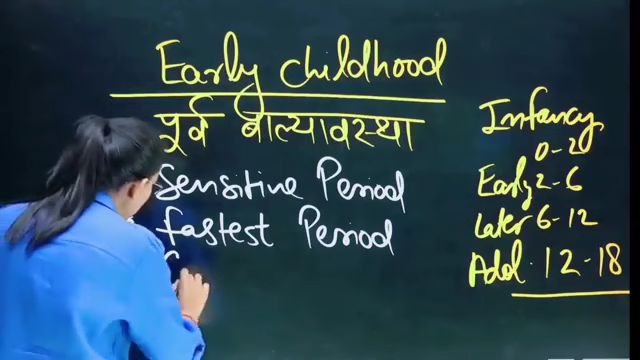 Early childhood
पूर्व बाल्यावस्था
Sensitive Period
fastest Period
Infancy
0-2
Early 2-6
Later 6-12
Adol. 12-18